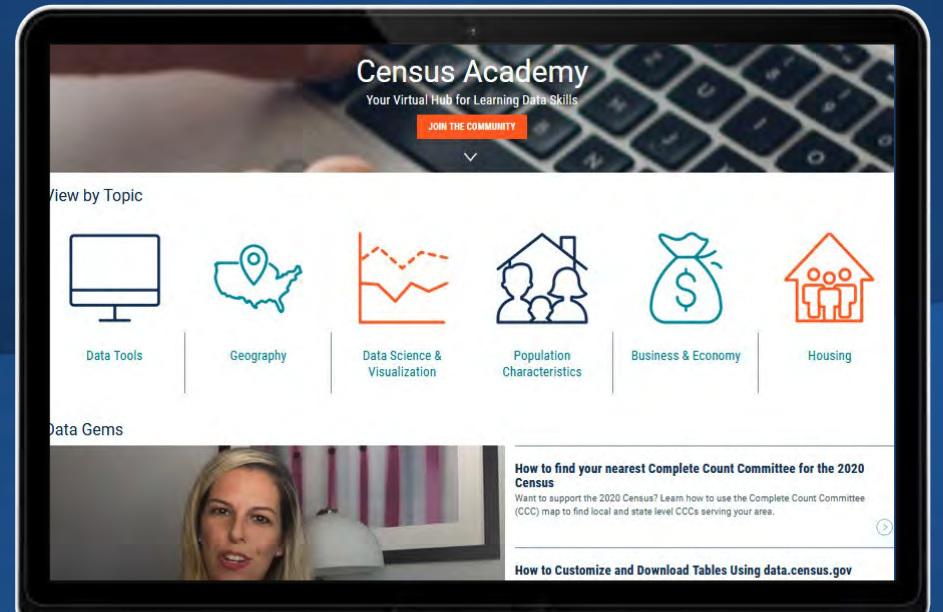 Census Academy
Your Virtual Hub for Learning Data Skills
JOIN THE COMMUNITY
View by Topic
$
Data Tools
Geography
Data Science &
Visualization
Population
Characteristics
Business & Economy
Housing
Data Gems
How to find your nearest Complete Count Committee for the 2020
Census
Want to support the 2020 Census? Learn how to use the Complete Count Committee
(CCC) map to find local and state level CCCs serving your area.
How to Customize and Download Tables Using data.census.gov